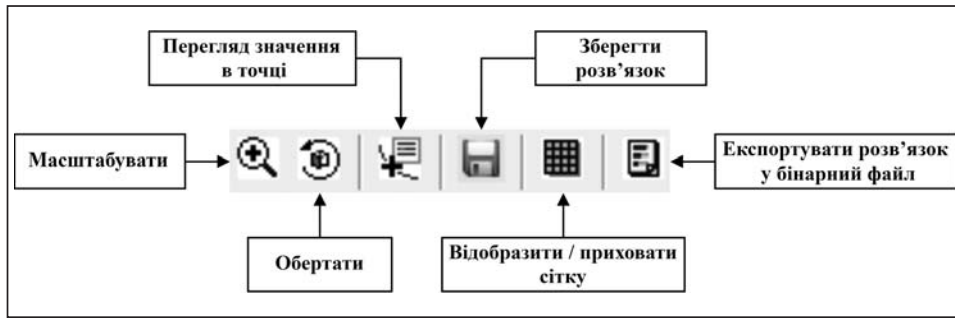 Перегляд значення
в точці
Зберегти
розв’язок
Масштабувати
Експортувати розв’язок
у бінарний файл
Обертати
Відобразити / приховати
сітку